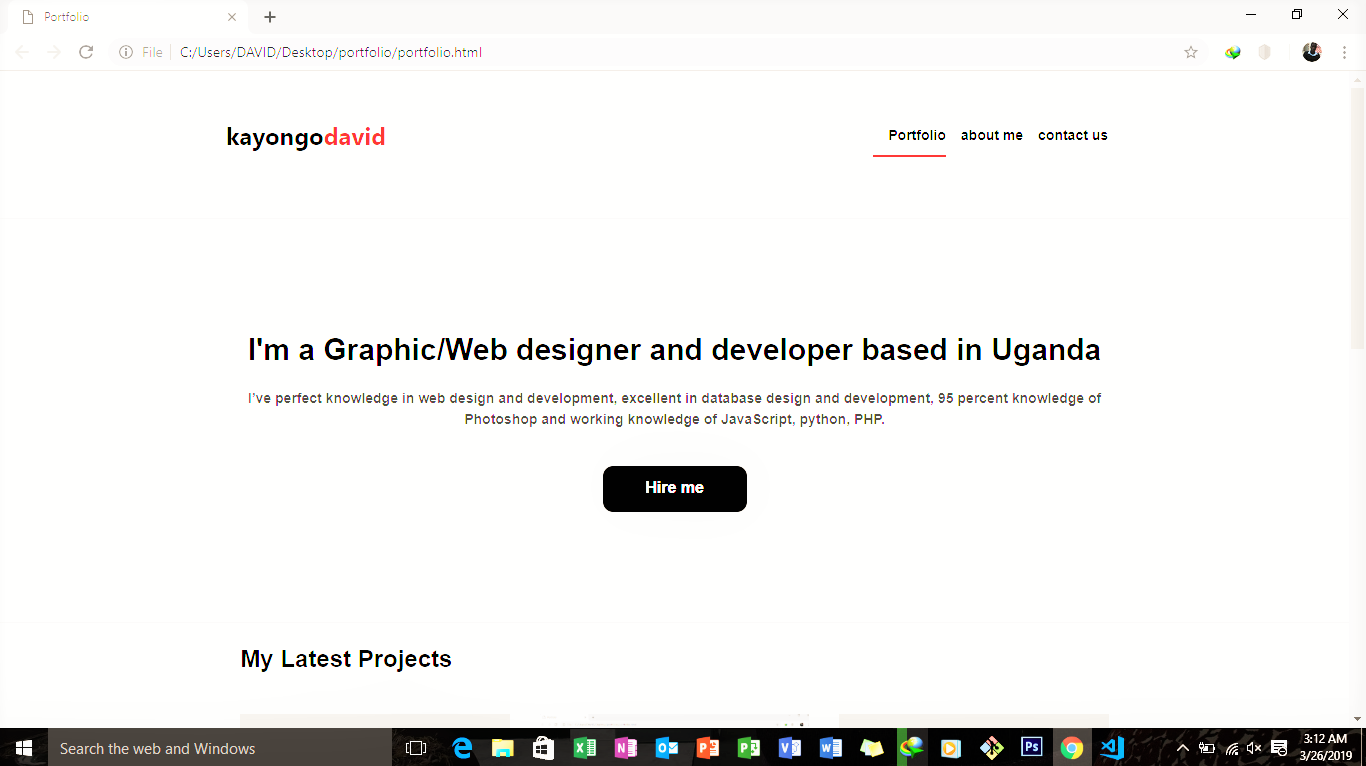 Portfolio
File C:/Users/DAVID/Desktop/portfolio/portfolio.html
kayongodavid
Portfolio about me contact us
I'm a Graphic/Web designer and developer based in Uganda
I've perfect knowledge in web design and development, excellent in database design and development, 95 percent knowledge of
Photoshop and working knowledge of JavaScript, python, PHP.
Hire me
My Latest Projects
Search the web and Windows
Ps
3:12 AM
3/26/2019